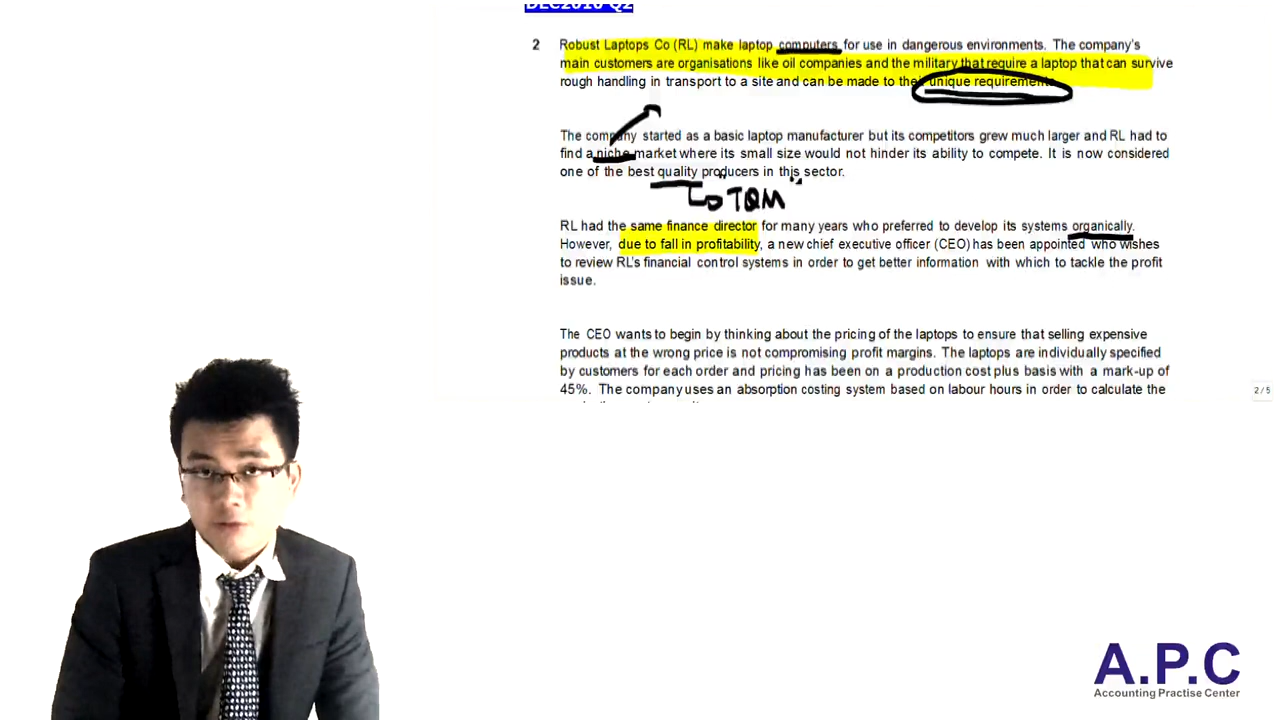 DEC2010 Q2
2 Robust Laptops Co (RL) make laptop computers for use in dangerous environments. The company's
main customers are organisations like oil companies and the military that require a laptop that can survive
rough handling in transport to a site and can be made to their unique requirements
The company started as a basic laptop manufacturer but its competitors grew much larger and RL had to
find a niche market where its small size would not hinder its ability to compete. It is now considered
one of the best quality producers in this sector.
TQM
RL had the same finance director for many years who preferred to develop its systems organically.
However, due to fall in profitability, a new chief executive officer (CEO) has been appointed who wishes
to review RL's financial control systems in order to get better information with which to tackle the profit
issue.
The CEO wants to begin by thinking about the pricing of the laptops to ensure that selling expensive
products at the wrong price is not compromising profit margins. The laptops are individually specified
by customers for each order and pricing has been on a production cost plus basis with a mark-up of
45%. The company uses an absorption costing system based on labour hours in order to calculate the
2/5
A.P.C
Accounting Practise Center